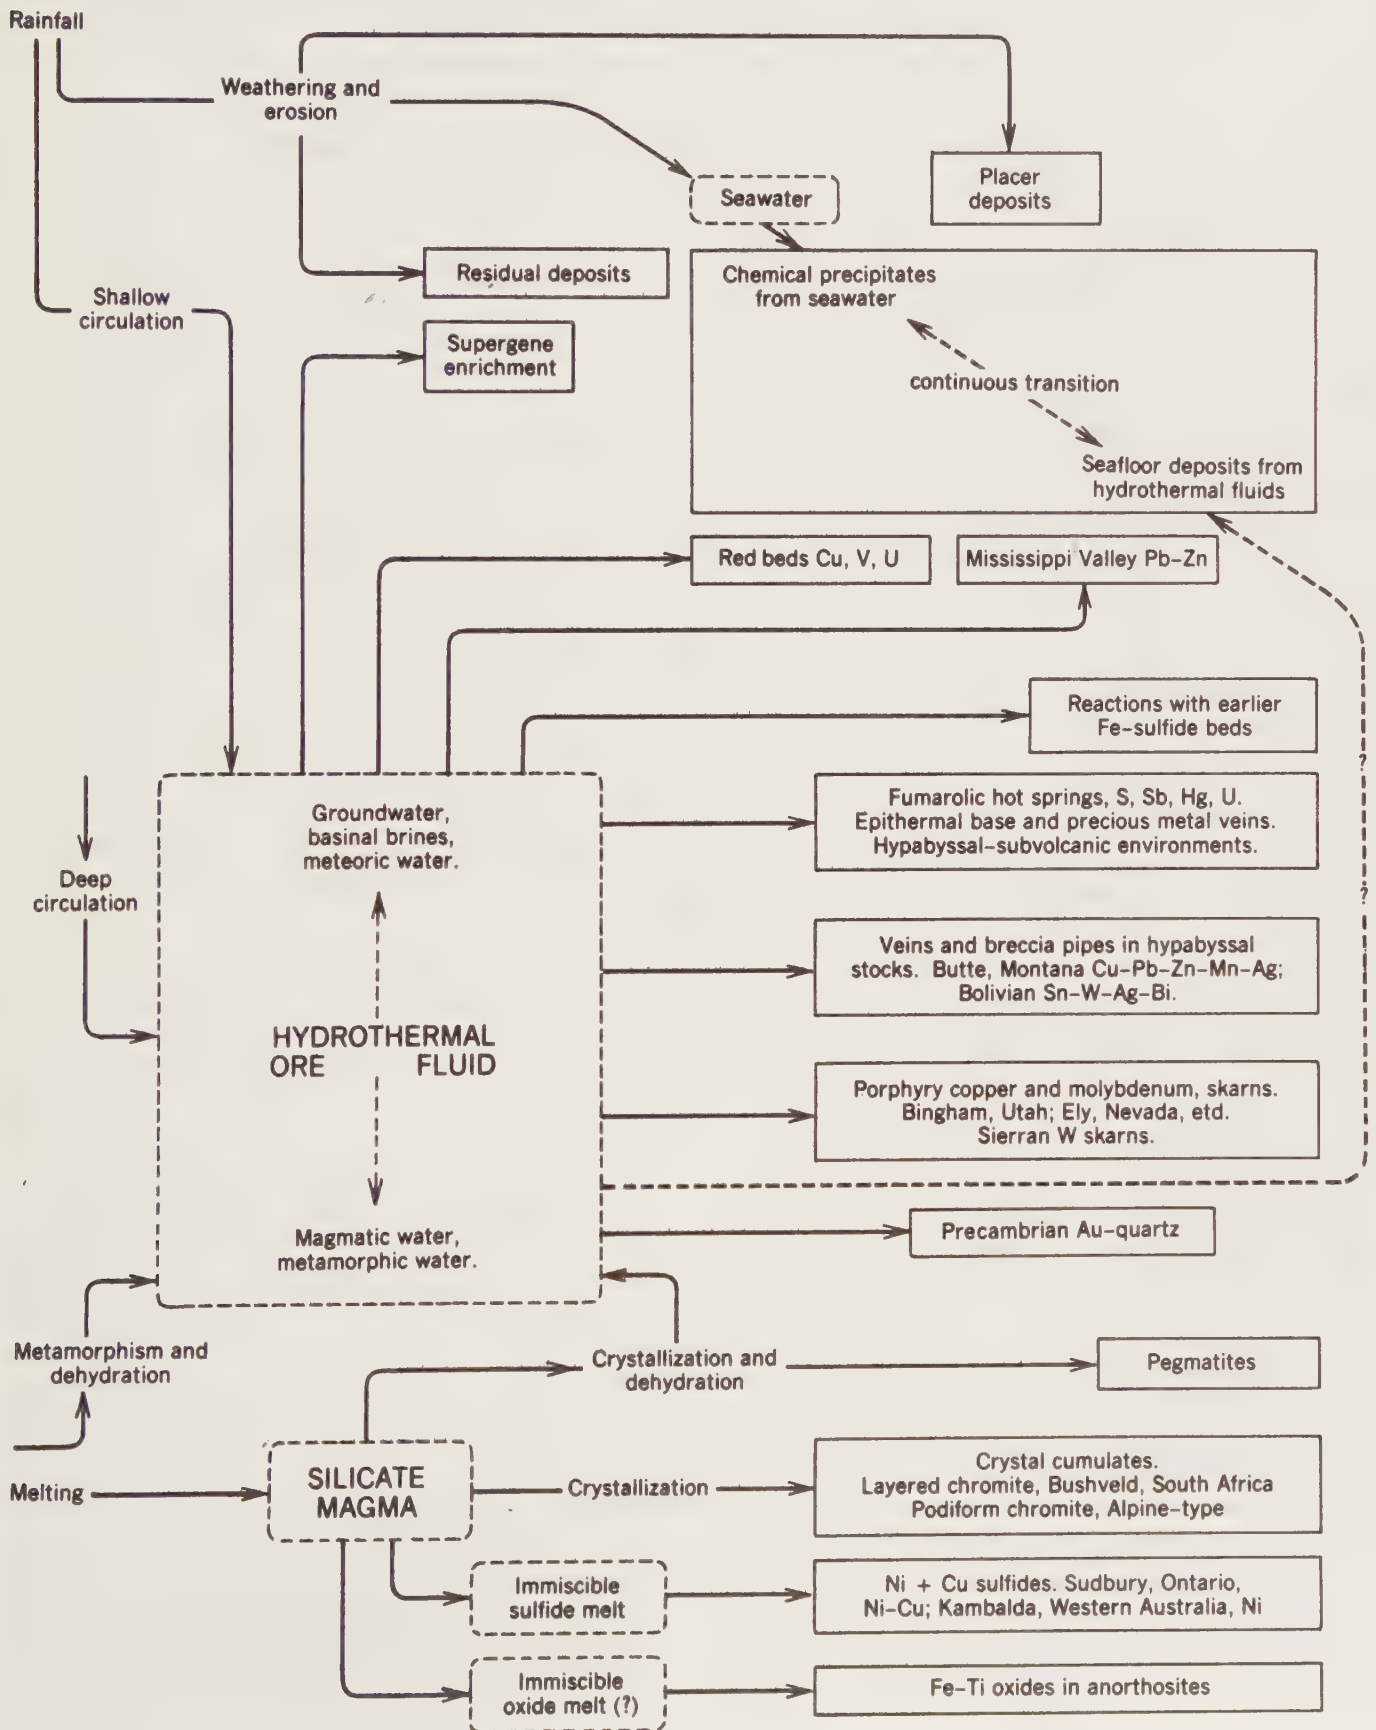 Rainfall
Weathering and
erosion
Placer
deposits
Seawater
Residual deposits
Chemical precipitates
from seawater
Shallow
circulation
Supergene
enrichment
continuous transition
Seafloor deposits from
hydrothermal fluids
Red beds Cu, V, U
Mississippi Valley Pb-Zn
Reactions with earlier
Fe-sulfide beds
?
Groundwater,
basinal brines,
meteoric water.
Fumarolic hot springs, S, Sb, Hg, U.
Epithermal base and precious metal veins.
Hypabyssal-subvolcanic environments.
Deep
circulation
?
Veins and breccia pipes in hypabyssal
stocks. Butte, Montana Cu-Pb-Zn-Mn-Ag;
Bolivian Sn-W-Ag-Bi.
HYDROTHERMAL
ORE FLUID
Porphyry copper and molybdenum, skarns.
Bingham, Utah; Ely, Nevada, etd.
Sierran W skarns.
Magmatic water,
metamorphic water.
Precambrian Au-quartz
Metamorphism and
dehydration
Crystallization and
dehydration
Pegmatites
Melting
SILICATE
MAGMA
Crystallization
Crystal cumulates.
Layered chromite, Bushveld, South Africa
Podiform chromite, Alpine-type
Immiscible
sulfide melt
Ni + Cu sulfides. Sudbury, Ontario,
Ni-Cu; Kambalda, Western Australia, Ni
Immiscible
oxide melt (?)
Fe-Ti oxides in anorthosites